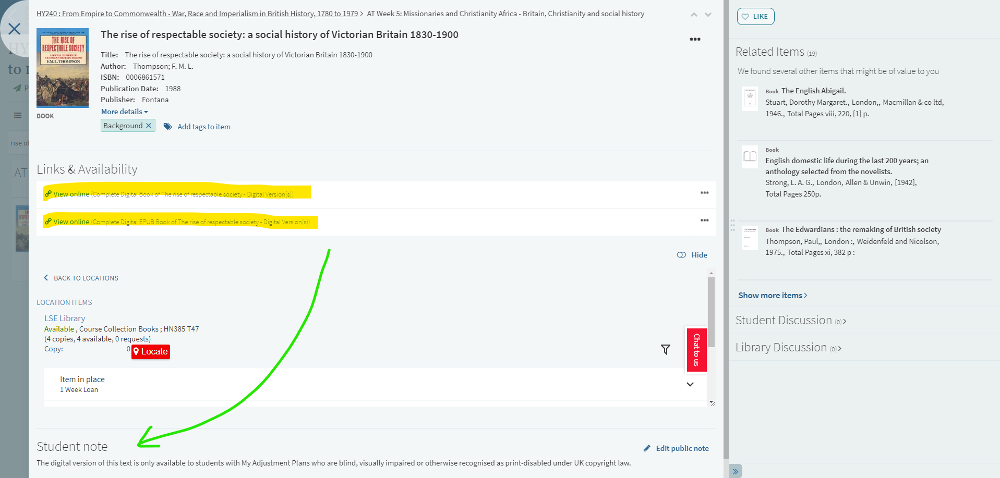 HY240 : From Empire to Commonwealth - War, Race and Imperialism in British History, 1780 to 1979 > AT Week 5: Missionaries and Christianity Africa - Britain, Christianity and social history
THE RISE OF
RESPECTABLE SOCIETY
A SOCIAL HISTORY OF
VICTORIAN BRITAIN 1830-1900
F.M.L. THOMPSON
BOOK
The rise of respectable society: a social history of Victorian Britain 1830-1900
Title: The rise of respectable society: a social history of Victorian Britain 1830-1900
Author: Thompson; F. M. L.
ISBN: 0006861571
Publication Date: 1988
Publisher: Fontana
More details
Background
Add tags to item
HY
to
P
rise of
AT
Links & Availability
View online (Complete Digital Book of The rise of respectable society - Digital Version(s))
View online (Complete Digital EPUB Book of The rise of respectable society - Digital Version(s))
Hide
BACK TO LOCATIONS
LOCATION ITEMS
LSE Library
Available , Course Collection Books ; HN385 T47
(4 copies, 4 available, 0 requests)
Copy: 0 Locate
Chat to us
Item in place
1 Week Loan
Student note
Edit public note
The digital version of this text is only available to students with My Adjustment Plans who are blind, visually impaired or otherwise recognised as print-disabled under UK copyright law.
LIKE
Related Items (19)
We found several other items that might be of value to you
Book The English Abigail.
Stuart, Dorothy Margaret., London,, Macmillan & co ltd,
1946., Total Pages viii, 220, [1] p.
Book
English domestic life during the last 200 years; an
anthology selected from the novelists.
Strong, L. A. G., London, Allen & Unwin, [1942],
Total Pages 250p.
Book The Edwardians : the remaking of British society
Thompson, Paul,, London :, Weidenfeld and Nicolson,
1975., Total Pages xi, 382 p :
Show more items
Student Discussion (0)
Library Discussion (0)